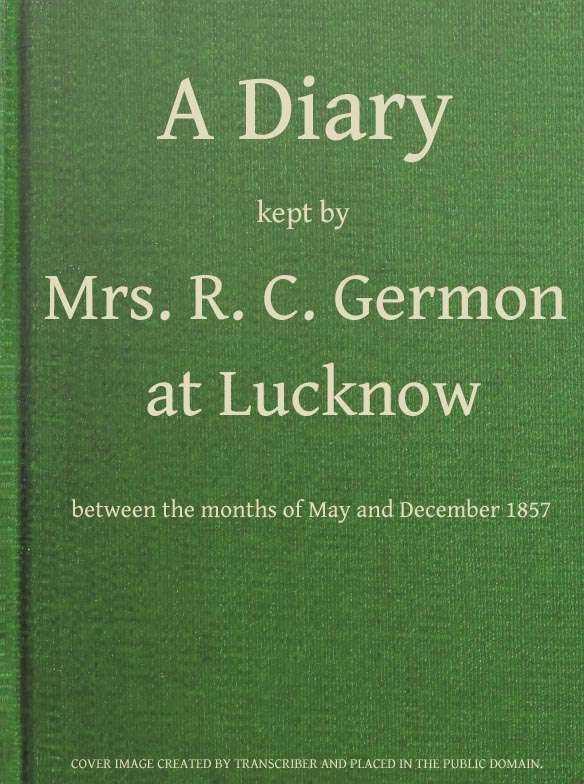 A Diary
kept by
Mrs. R. C. Germon
at Lucknow
between the months of May and December 1857
COVER IMAGE CREATED BY TRANSCRIBER AND PLACED IN THE PUBLIC DOMAIN.